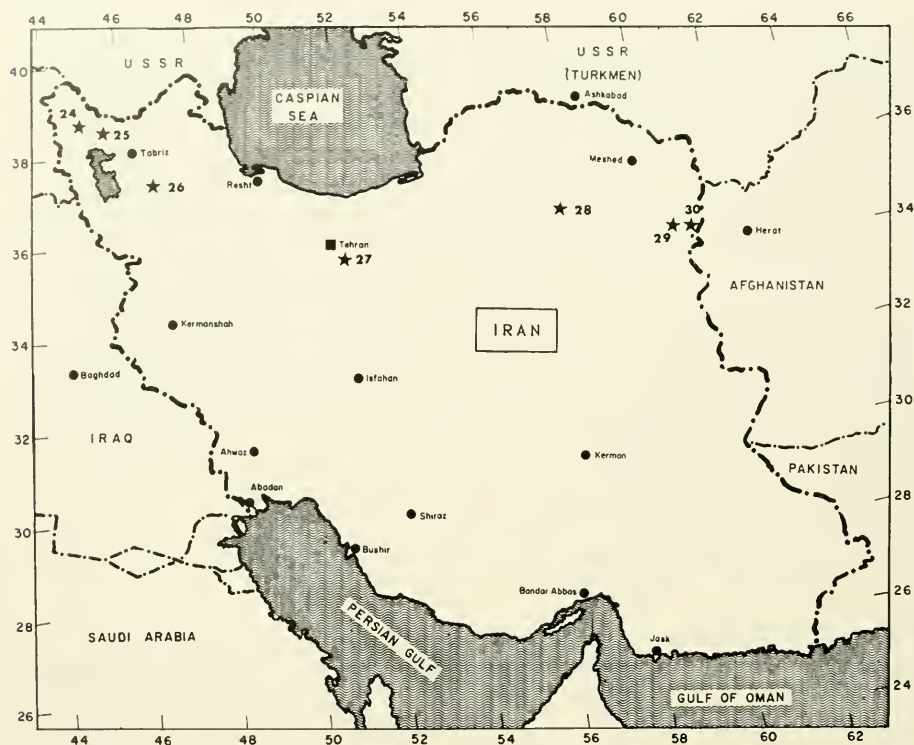 44 46 48 50 52 54 56 58 60 62 64 66
40
38
36
34
32
30
28
26
USSR
CASPIAN
SEA
USSR
(TURKMEN)
Ashkabad
36
24
25
Tabriz
Meshed
Resht
26
28
34
30
29
Herat
Tehran
27
AFGHANISTAN
32
IRAN
Kermanshah
Baghdad
Isfahan
30
IRAQ
Ahwaz
Kerman
PAKISTAN
Abadan
28
Shiraz
Bushir
Bandar Abbas
26
PERSIAN GULF
SAUDI ARABIA
Jask
24
GULF OF OMAN
44 46 48 50 52 54 56 58 60 62